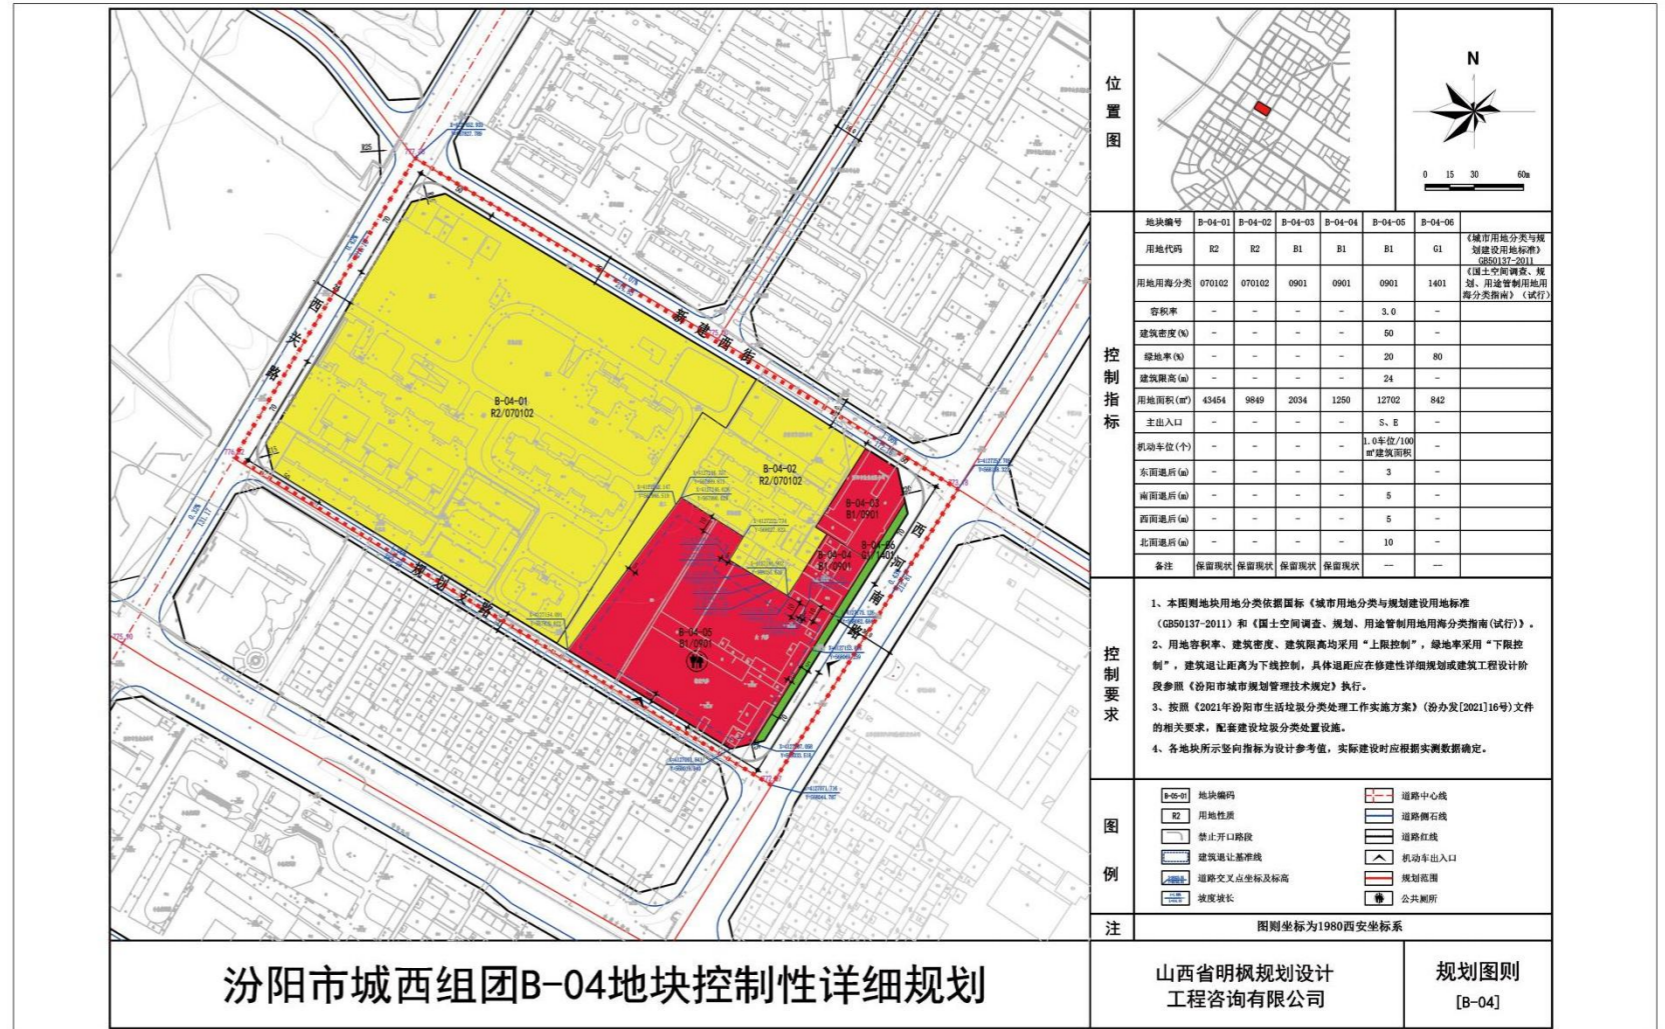 西关路
新建西街
西河南路
规划支路
R25
B-04-01
R2/070102
B-04-02
R2/070102
B-04-03
B1/0901
B-04-04
B1/0901
B-04-06
G1/1401
B-04-05
B1/0901
位置图
N
0 15 30 60m
控制指标
地块编号 B-04-01 B-04-02 B-04-03 B-04-04 B-04-05 B-04-06
用地代码 R2 R2 B1 B1 B1 G1 《城市用地分类与规划建设用地标准》GB50137-2011
用地用海分类 070102 070102 0901 0901 0901 1401 《国土空间调查、规划、用途管制用地用海分类指南》（试行）
容积率 - - - - 3.0 -
建筑密度(%) - - - - 50 -
绿地率(%) - - - - 20 80
建筑限高(m) - - - - 24 -
用地面积(㎡) 43454 9849 2034 1250 12702 842
主出入口 - - - - S、E -
机动车位(个) - - - - 1.0车位/100㎡建筑面积 -
东面退后(m) - - - - 3 -
南面退后(m) - - - - 5 -
西面退后(m) - - - - 5 -
北面退后(m) - - - - 10 -
备注 保留现状 保留现状 保留现状 保留现状 — —
控制要求
1、本图则地块用地分类依据国标《城市用地分类与规划建设用地标准
（GB50137-2011）和《国土空间调查、规划、用途管制用地用海分类指南(试行)》。
2、用地容积率、建筑密度、建筑限高均采用“上限控制”，绿地率采用“下限控
制”，建筑退让距离为下线控制，具体退距应在修建性详细规划或建筑工程设计阶
段参照《汾阳市城市规划管理技术规定》执行。
3、按照《2021年汾阳市生活垃圾分类处理工作实施方案》(汾办发[2021]16号)文件
的相关要求，配套建设垃圾分类处置设施。
4、各地块所示竖向指标为设计参考值，实际建设时应根据实测数据确定。
图例
B-05-01 地块编码
R2 用地性质
禁止开口路段
建筑退让基准线
道路交叉点坐标及标高
坡度坡长
道路中心线
道路侧石线
道路红线
机动车出入口
规划范围
公共厕所
注
图则坐标为1980西安坐标系
汾阳市城西组团B-04地块控制性详细规划
山西省明枫规划设计
工程咨询有限公司
规划图则
[B-04]